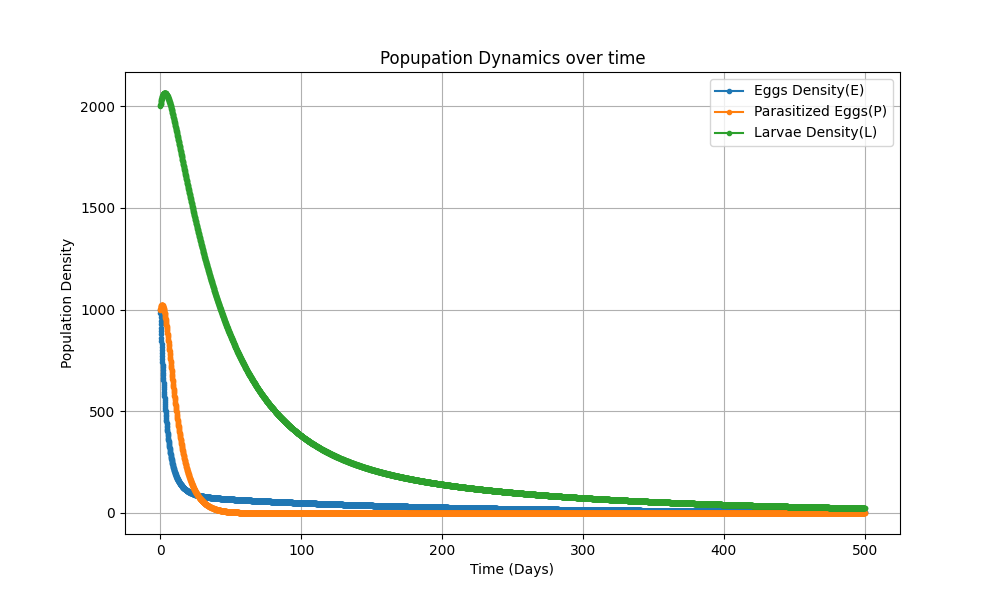 Popupation Dynamics over time
Eggs Density(E)
Parasitized Eggs(P)
Larvae Density(L)
Population Density
2000
1500
1000
500
0
0 100 200 300 400 500
Time (Days)